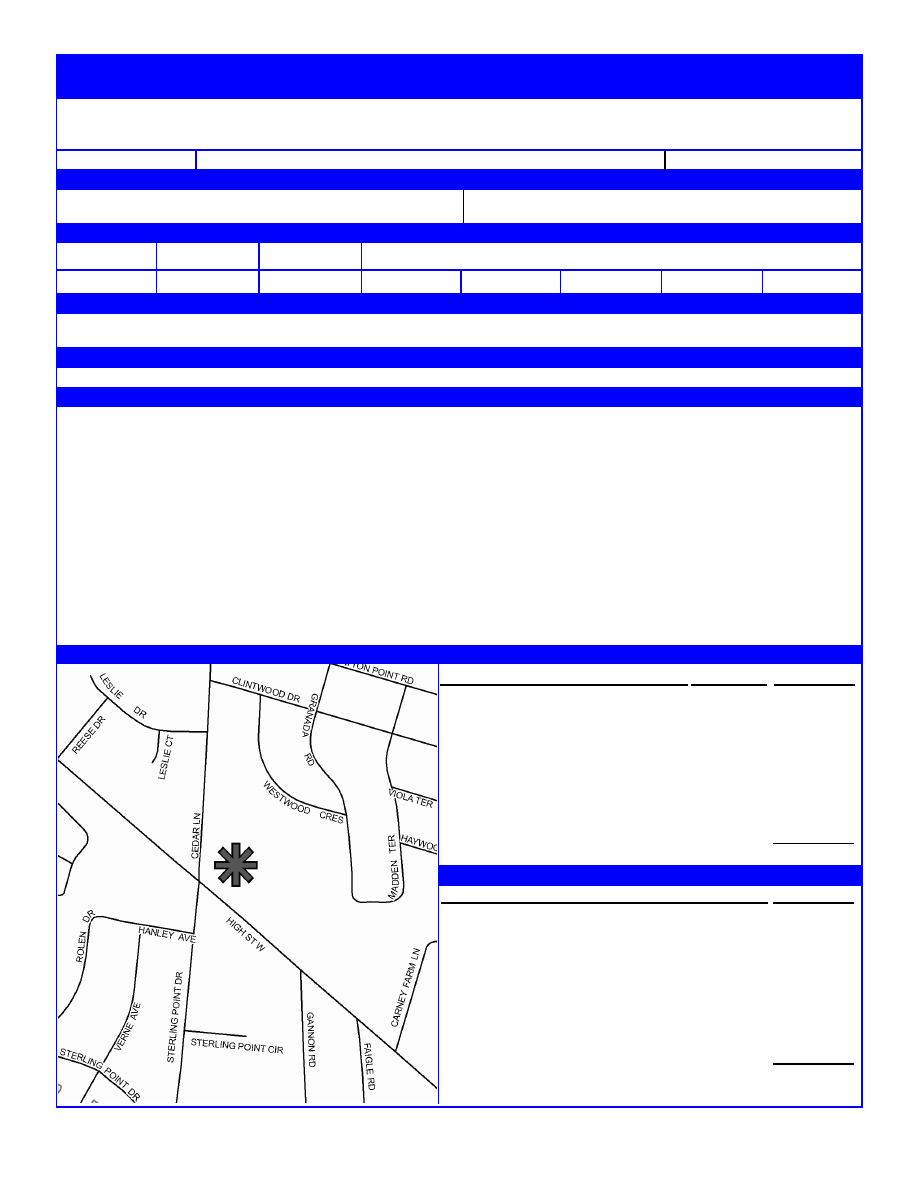 TON POINT RD
CLINTWOOD DR
LESLIE DR
GRANADA RD
REESE DR
LESLIE CT
WESTWOOD CRES
VIOLA TER
CEDAR LN
MADDEN TER
HAYWOO
ROLEN DR
HANLEY AVE
HIGH ST W
CARNEY FARM LN
VERNE AVE
STERLING POINT DR
STERLING POINT CIR
GANNON RD
FAIGLE RD
STERLING POINT DR